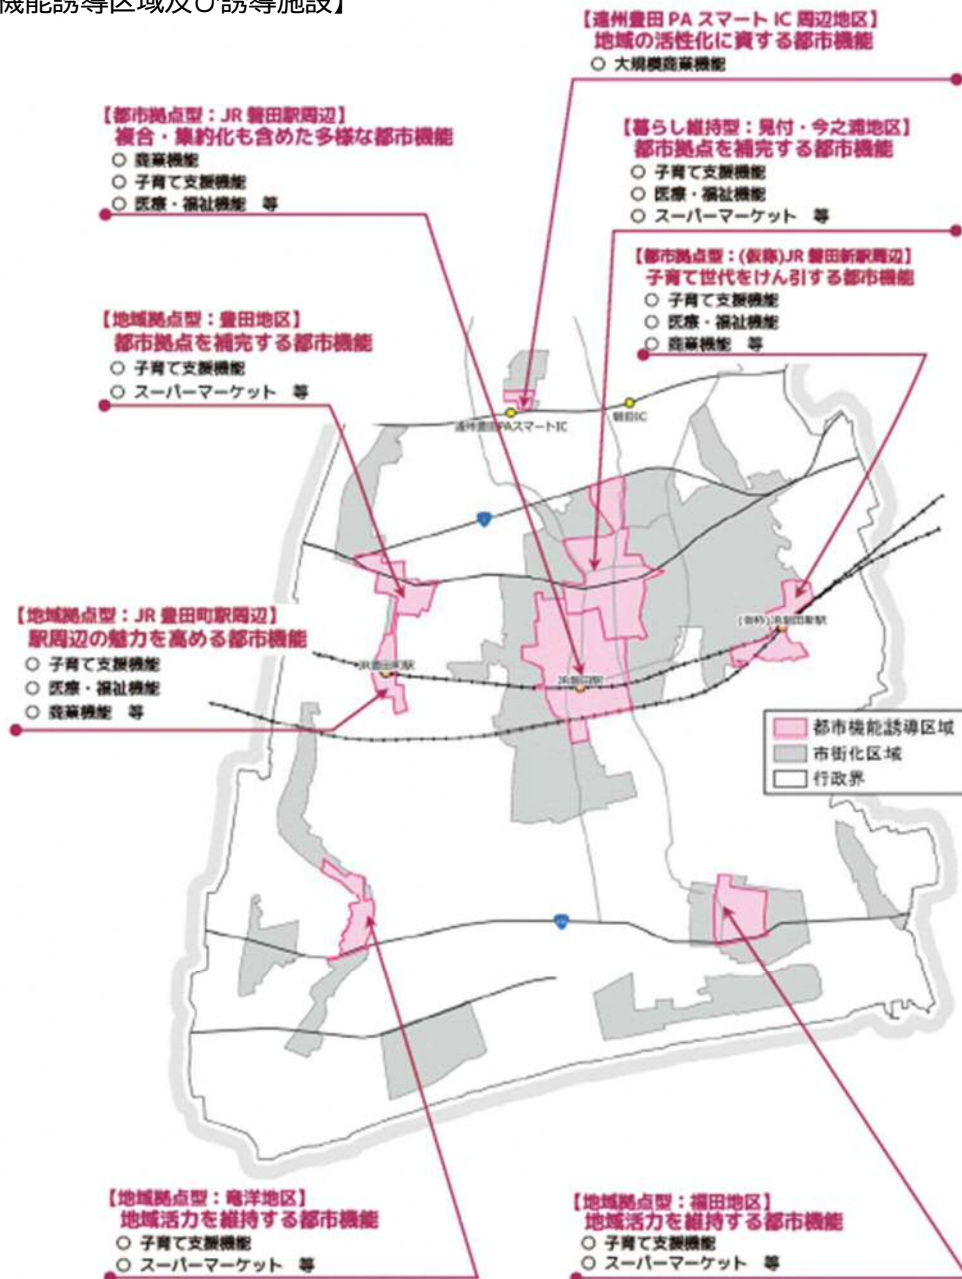 機能誘導区域及び誘導施設】
【遠州豊田PAスマートIC周辺地区】
地域の活性化に資する都市機能
○ 大規模商業機能
【都市拠点型：JR磐田駅周辺】
複合・集約化も含めた多様な都市機能
○ 商業機能
○ 子育て支援機能
○ 医療・福祉機能　等
【暮らし維持型：見付・今之浦地区】
都市拠点を補完する都市機能
○ 子育て支援機能
○ 医療・福祉機能
○ スーパーマーケット　等
【都市拠点型：(仮称)JR磐田新駅周辺】
子育て世代をけん引する都市機能
○ 子育て支援機能
○ 医療・福祉機能
○ 商業機能　等
【地域拠点型：豊田地区】
都市拠点を補完する都市機能
○ 子育て支援機能
○ スーパーマーケット　等
遠州豊田PAスマートIC
磐田IC
【地域拠点型：JR豊田町駅周辺】
駅周辺の魅力を高める都市機能
○ 子育て支援機能
○ 医療・福祉機能
○ 商業機能　等
(仮称)JR磐田新駅
JR豊田町駅
JR磐田駅
都市機能誘導区域
市街化区域
行政界
【地域拠点型：竜洋地区】
地域活力を維持する都市機能
○ 子育て支援機能
○ スーパーマーケット　等
【地域拠点型：福田地区】
地域活力を維持する都市機能
○ 子育て支援機能
○ スーパーマーケット　等